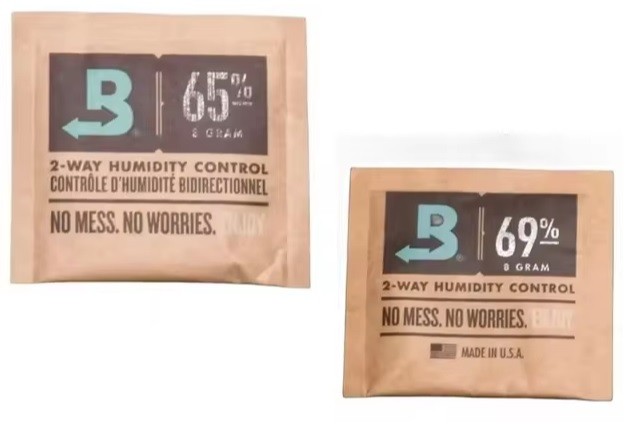 B 65%
8 GRAM
2-WAY HUMIDITY CONTROL
CONTRÔLE D'HUMIDITÉ BIDIRECTIONNEL
NO MESS. NO WORRIES. ENJOY
B 69%
8 GRAM
2-WAY HUMIDITY CONTROL
NO MESS. NO WORRIES. ENJOY
MADE IN U.S.A.